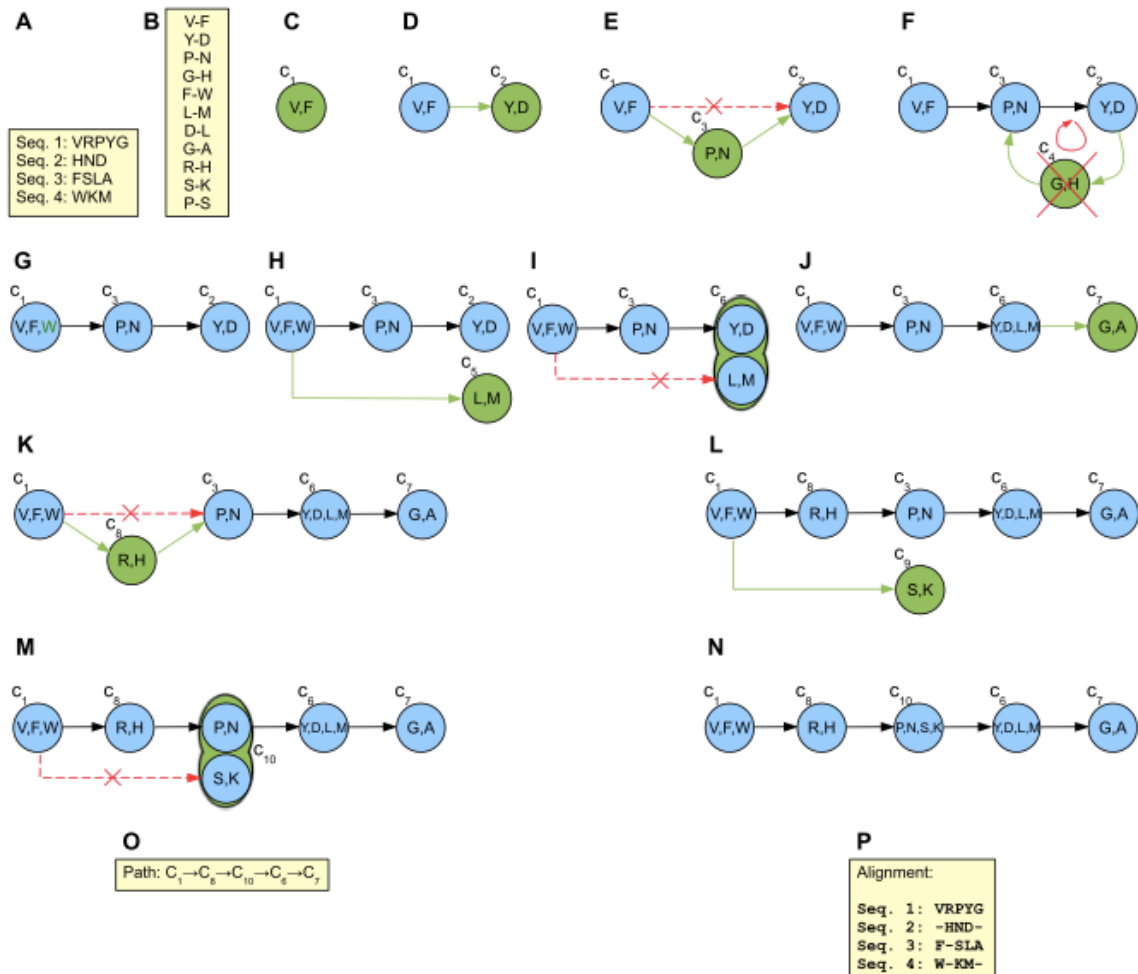 A
B
C
D
E
F
Seq. 1: VRPYG
Seq. 2: HND
Seq. 3: FSLA
Seq. 4: WKM
V-F
Y-D
P-N
G-H
F-W
L-M
D-L
G-A
R-H
S-K
P-S
C1
V,F
C1 C2
V,F Y,D
C1 C2
V,F Y,D
C3
P,N
C1 C3 C2
V,F P,N Y,D
C4
G,H
G
H
I
J
C1 C3 C2
V,F,W P,N Y,D
C1 C3 C2
V,F,W P,N Y,D
C5
L,M
C1 C3 C6
V,F,W P,N Y,D
L,M
C1 C3 C6 C7
V,F,W P,N Y,D,L,M G,A
K
L
C1 C3 C6 C7
V,F,W P,N Y,D,L,M G,A
C8
R,H
C1 C8 C3 C6 C7
V,F,W R,H P,N Y,D,L,M G,A
C9
S,K
M
N
C1 C8 C6 C7
V,F,W R,H P,N Y,D,L,M G,A
C10
S,K
C1 C8 C10 C6 C7
V,F,W R,H P,N,S,K Y,D,L,M G,A
O
Path: C1→C8→C10→C6→C7
P
Alignment:
Seq. 1: VRPYG
Seq. 2: -HND-
Seq. 3: F-SLA
Seq. 4: W-KM-